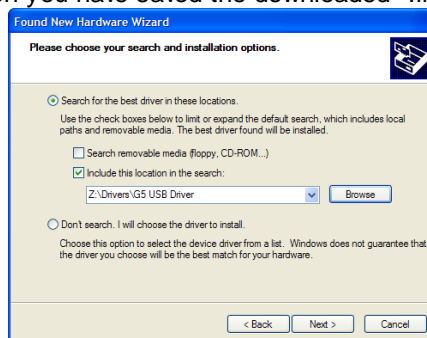 you have saved the downloaded
Found New Hardware Wizard
Please choose your search and installation options.
Search for the best driver in these locations.
Use the check boxes below to limit or expand the default search, which includes local
paths and removable media. The best driver found will be installed.
Search removable media (floppy, CD-ROM...)
Include this location in the search:
Z:\Drivers\G5 USB Driver
Browse
Don't search. I will choose the driver to install.
Choose this option to select the device driver from a list. Windows does not guarantee that
the driver you choose will be the best match for your hardware.
< Back Next > Cancel